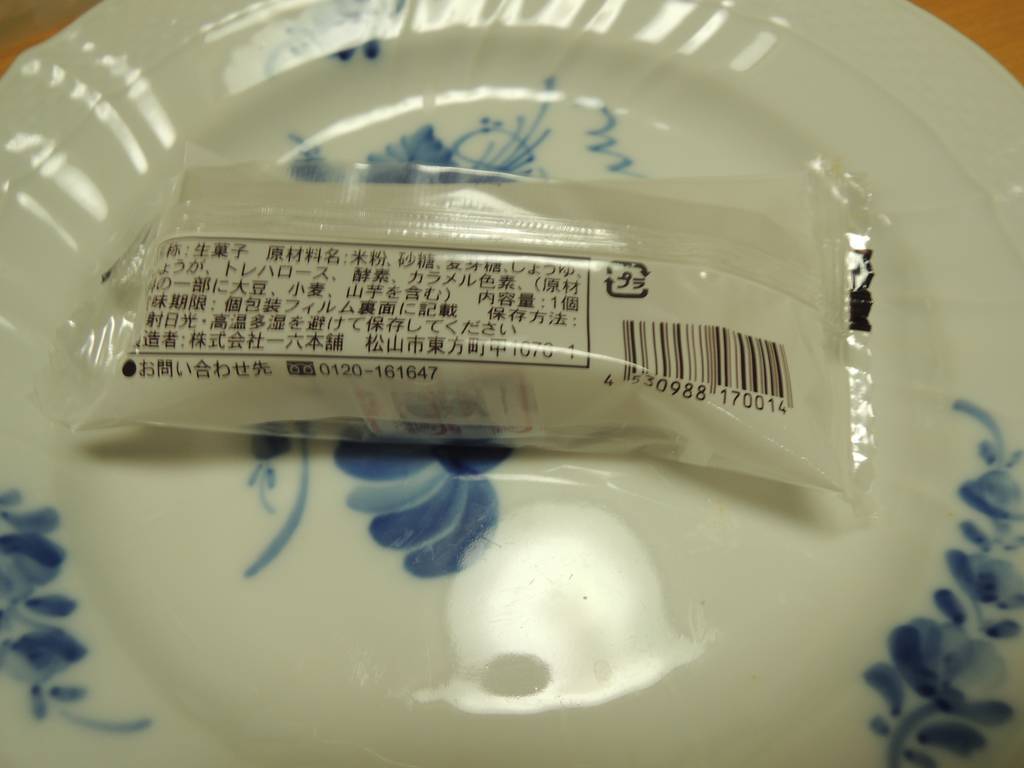 称:生菓子 原材料名:米粉、砂糖、麦芽糖、しょうゆ、
ょうが、トレハロース、酵素、カラメル色素、(原材
の一部に大豆、小麦、山芋を含む) 内容量:1個
味期限:個包装フィルム裏面に記載 保存方法:
射日光・高温多湿を避けて保存してください
造者:株式会社一六本舗 松山市東方町甲1076-1
●お問い合わせ先 0120-161647
プラ
4 530988 170014